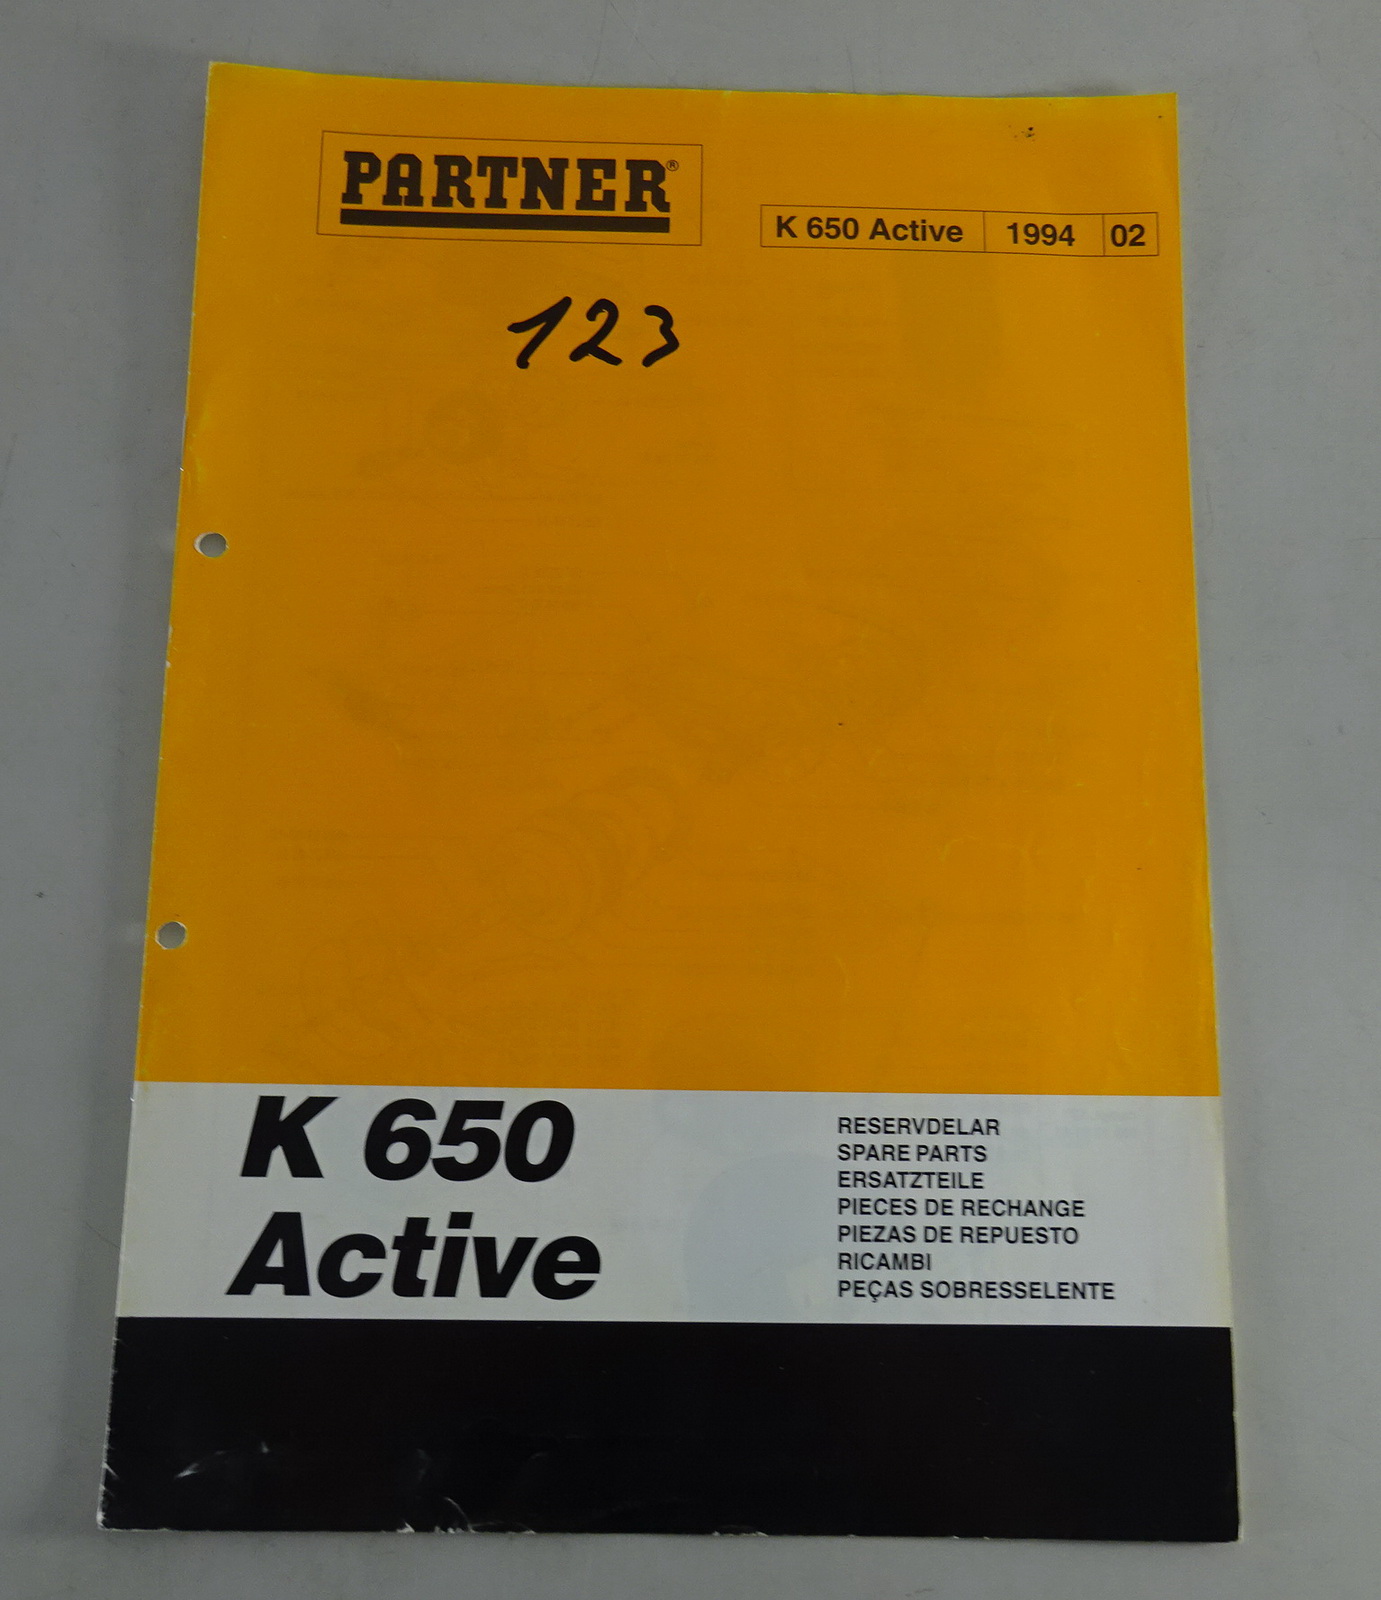 PARTNER®
K 650 Active 1994 02
123
K 650
Active
RESERVDELAR
SPARE PARTS
ERSATZTEILE
PIECES DE RECHANGE
PIEZAS DE REPUESTO
RICAMBI
PEÇAS SOBRESSELENTE